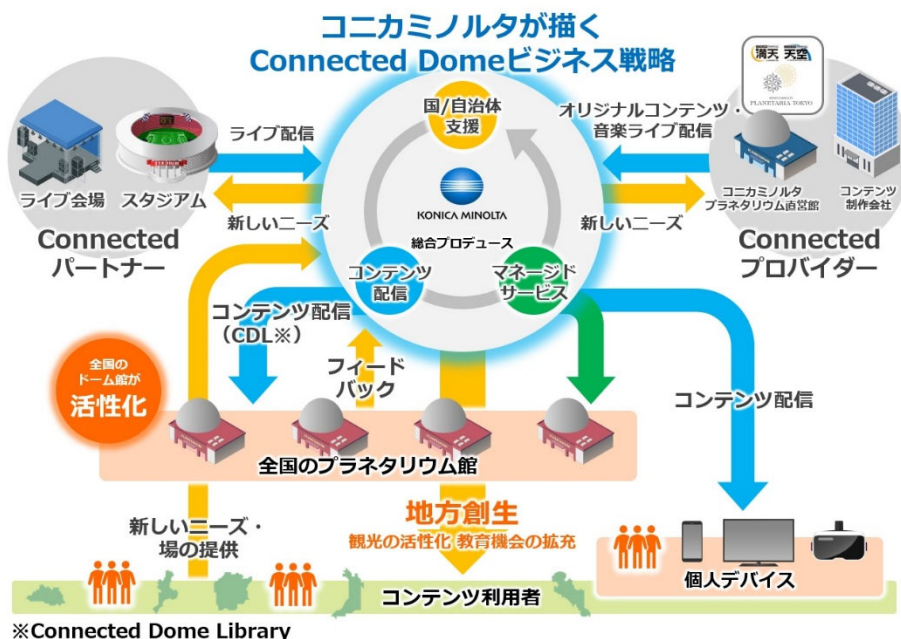 コニカミノルタが描く
Connected Domeビジネス戦略
国/自治体
支援
ライブ配信
オリジナルコンテンツ・
音楽ライブ配信
満天 天空
PLANETARIA TOKYO
ライブ会場
スタジアム
STADIUM
新しいニーズ
KONICA MINOLTA
総合プロデュース
新しいニーズ
コニカミノルタ
プラネタリウム直営館
コンテンツ
制作会社
Connected
パートナー
Connected
プロバイダー
コンテンツ
配信
マネージド
サービス
コンテンツ配信
(CDL※)
フィード
バック
コンテンツ配信
全国の
ドーム館が
活性化
全国のプラネタリウム館
新しいニーズ・
場の提供
地方創生
観光の活性化 教育機会の拡充
個人デバイス
コンテンツ利用者
※Connected Dome Library